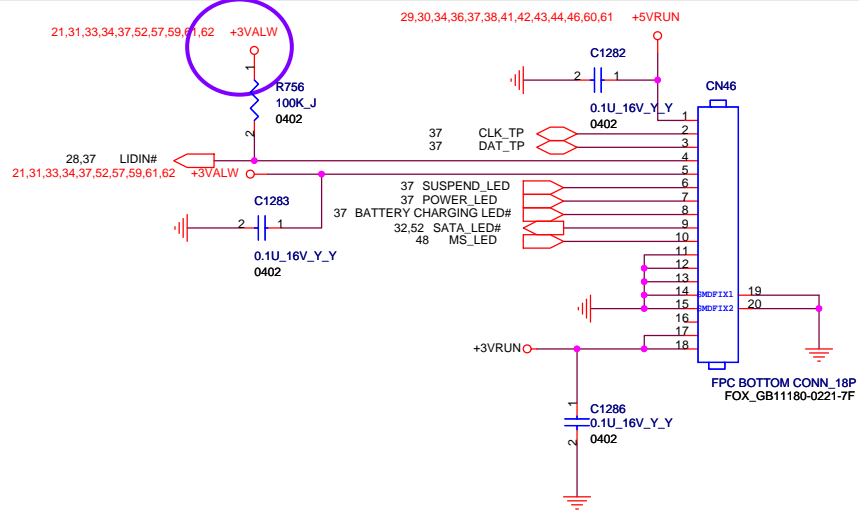 29,30,34,36,37,38,41,42,43,44,46,60,61 +5VRUN
21,31,33,34,37,52,57,59,61,62 +3VALW
C1282
2 1
CN46
1
R756
100K_J
0402
2
0.1U_16V_Y_Y
0402
37 CLK_TP
37 DAT_TP
28,37 LIDIN#
21,31,33,34,37,52,57,59,61,62 +3VALW
37 SUSPEND_LED
37 POWER_LED
37 BATTERY CHARGING LED#
32,52 SATA_LED#
48 MS_LED
C1283
2 1
0.1U_16V_Y_Y
0402
1
2
3
4
5
6
7
8
9
10
11
12
13
14 SMDFIX1 19
15 SMDFIX2 20
16
17
18
+3VRUN
FPC BOTTOM CONN_18P
FOX_GB11180-0221-7F
1
C1286
0.1U_16V_Y_Y
0402
2